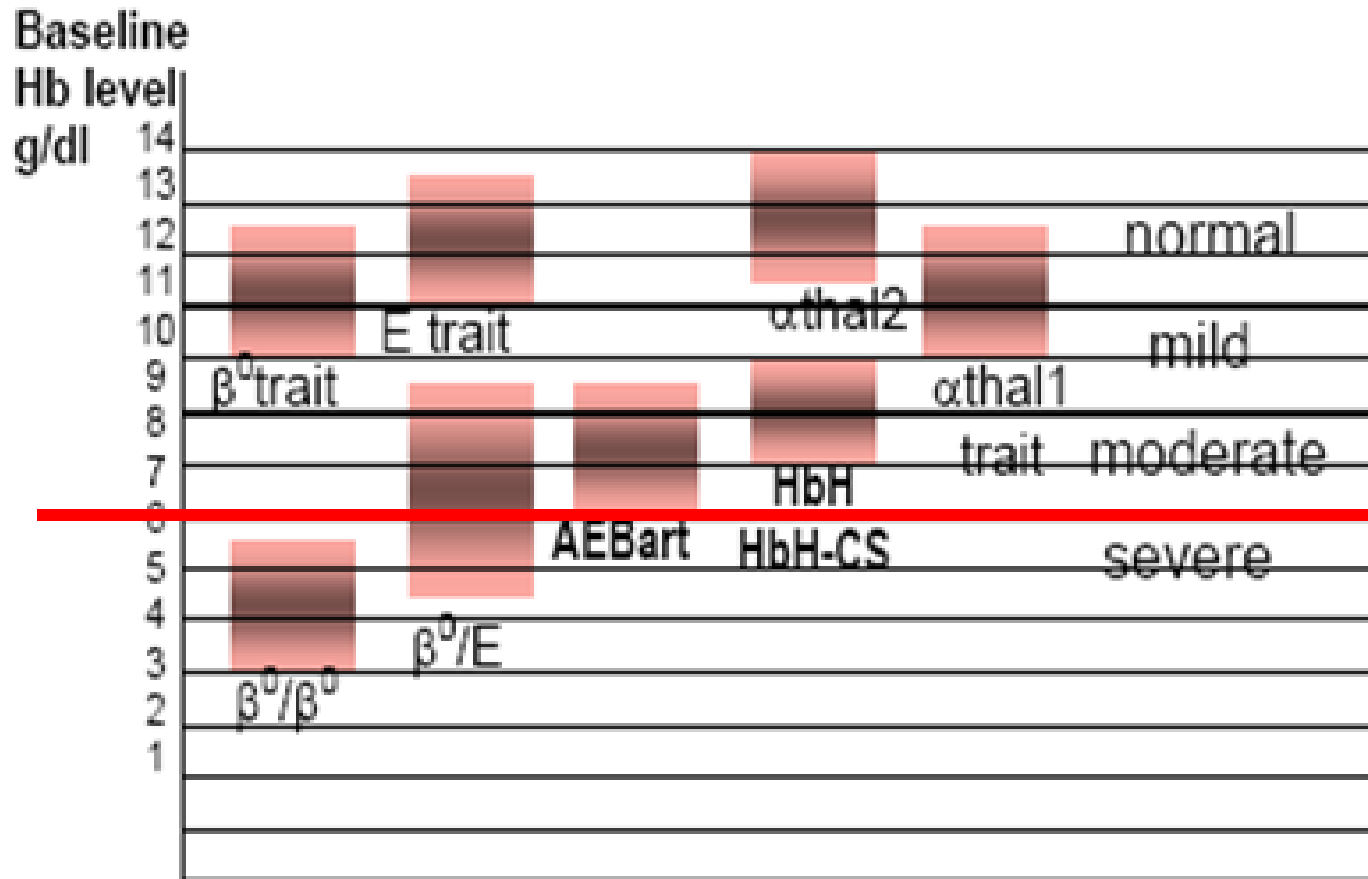 Baseline
Hb level
g/dl
14
13
12
11
10
9
8
7
6
5
4
3
2
1
β⁰trait
E trait
αthal2
αthal1
trait
normal
mild
moderate
severe
β⁰/β⁰
β⁰/E
AEBart
HbH
HbH-CS